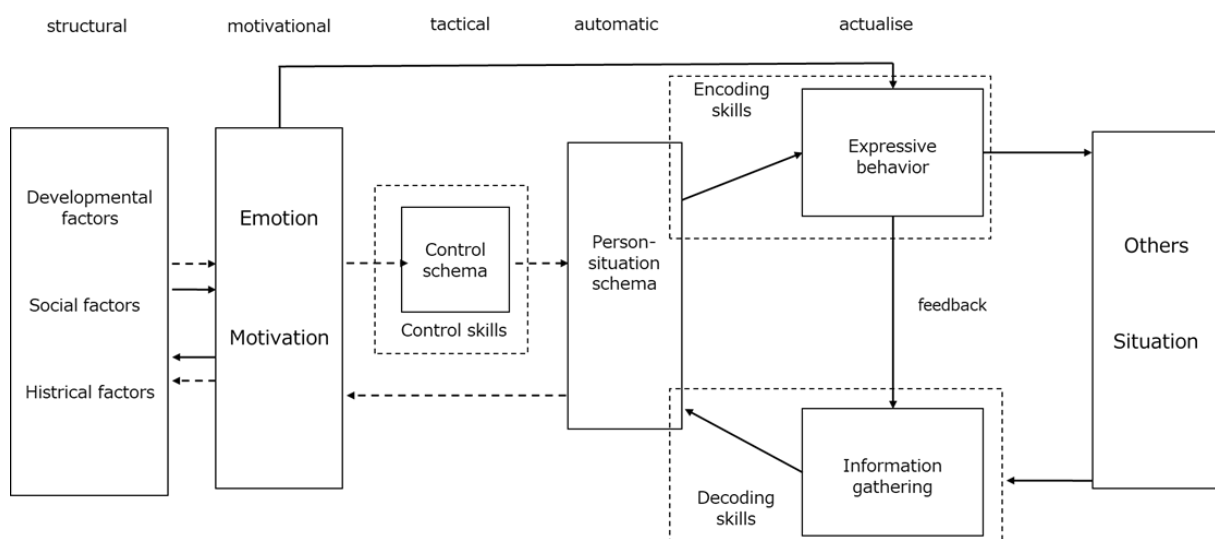 structural
motivational
tactical
automatic
actualise
Developmental
factors
Social factors
Histrical factors
Emotion
Motivation
Control
schema
Control skills
Person-
situation
schema
Encoding
skills
Expressive
behavior
feedback
Information
gathering
Decoding
skills
Others
Situation